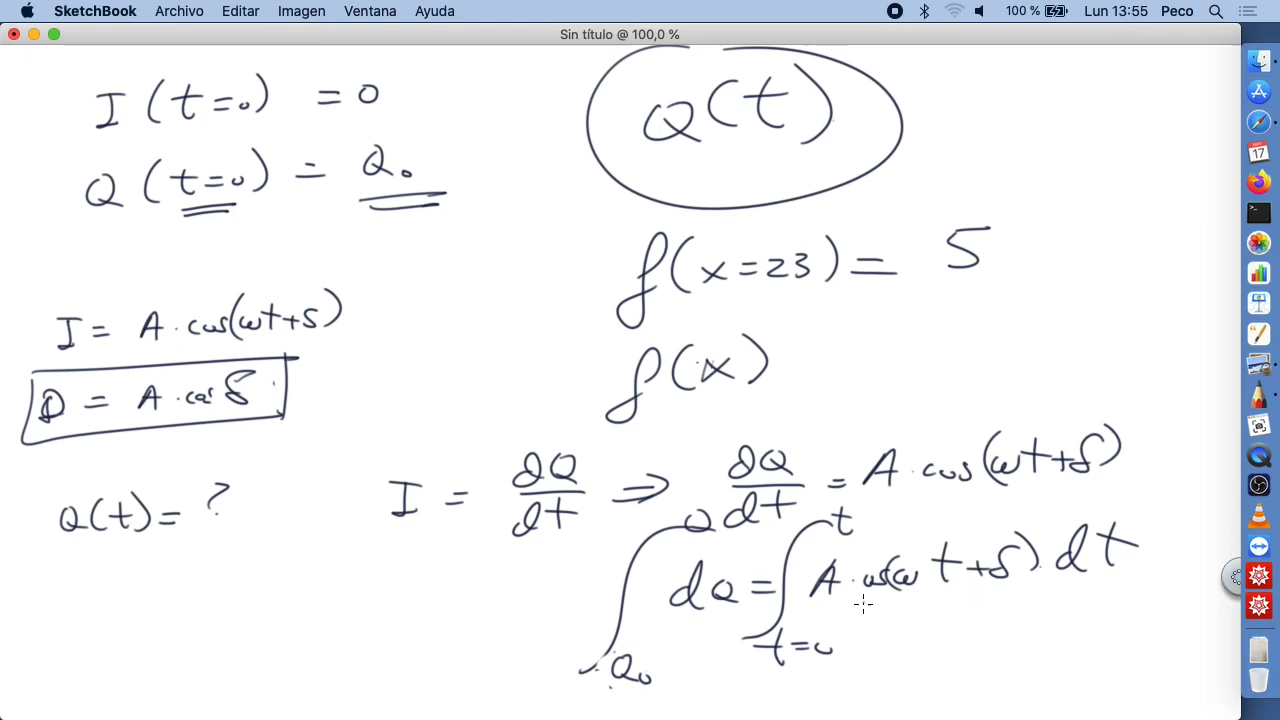 SketchBook Archivo Editar Imagen Ventana Ayuda 100 % Lun 13:55 Peco
Sin título @ 100,0 %
I (t=0) = 0
Q (t=0) = Q₀
Q(t)
f(x=23) = 5
f(x)
I = A·cos(ωt+δ)
0 = A·cos δ
Q(t) = ?
I = dQ/dt ⇒ dQ/dt = A·cos(ωt+δ)
∫_{Q₀}^{Q} dQ = ∫_{t=0}^{t} A·cos(ωt+δ)·dt